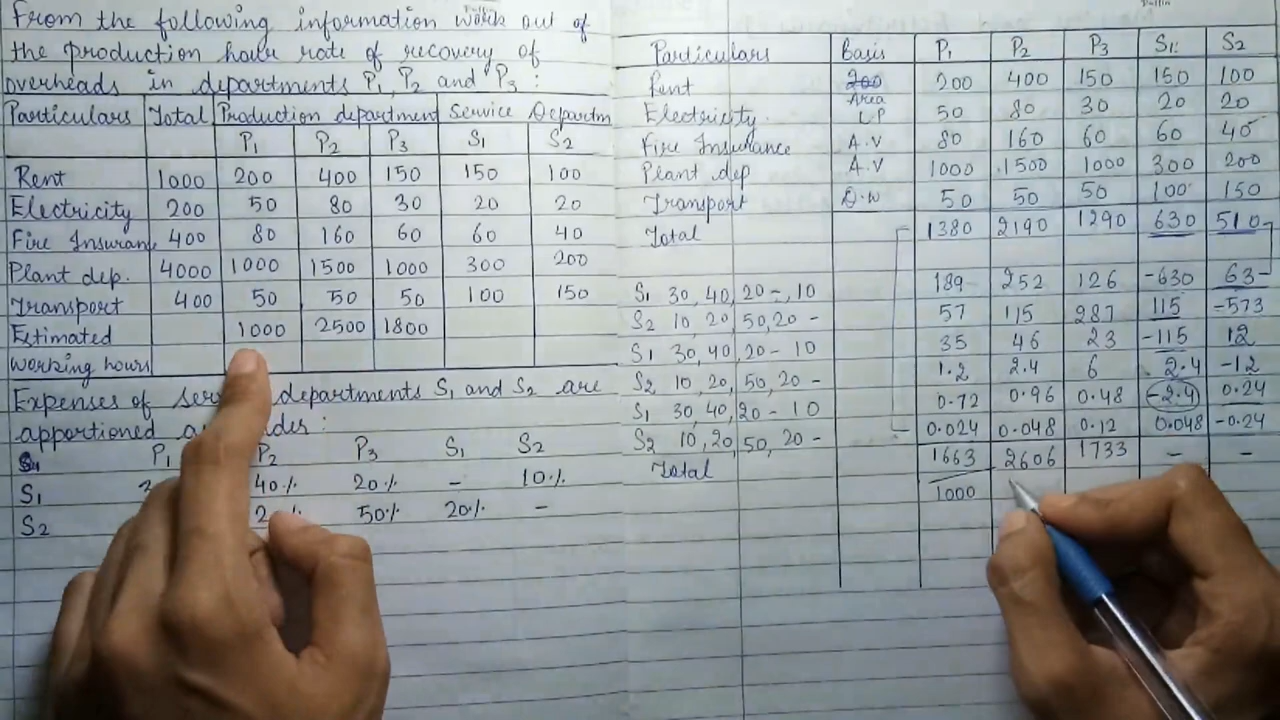 From the following information work out of
the production hour rate of recovery of
overheads in departments P1, P2 and P3 :
Particulars Total Production department Service Departm
P1 P2 P3 S1 S2
Rent 1000 200 400 150 150 100
Electricity 200 50 80 30 20 20
Fire Insuran 400 80 160 60 60 40
Plant dep. 4000 1000 1500 1000 300 200
Transport 400 50 50 50 100 150
Estimated 1000 2500 1800
working hours
Expenses of departments S1 and S2 are
apportioned
P1 P2 P3 S1 S2
S1 40% 20% - 10%
S2 50% 20% -
Particulars Basis P1 P2 P3 S1 S2
Rent 200 200 400 150 150 100
Area
Electricity L.P 50 80 30 20 20
Fire Insurance A.V 80 160 60 60 40
Plant dep A.V 1000 1500 1000 300 200
Transport D.W 50 50 50 100 150
Total 1380 2190 1290 630 510
S1 30, 40, 20 -, 10 189 252 126 -630 63
S2 10, 20, 50, 20 - 57 115 287 115 -573
S1 30, 40, 20 - 10 35 46 23 -115 12
S2 10, 20, 50, 20 - 1.2 2.4 6 2.4 -12
S1 30, 40, 20 - 10 0.72 0.96 0.48 -2.4 0.24
S2 10, 20, 50, 20 - 0.024 0.048 0.12 0.048 -0.24
Total 1663 2606 1733 - -
1000